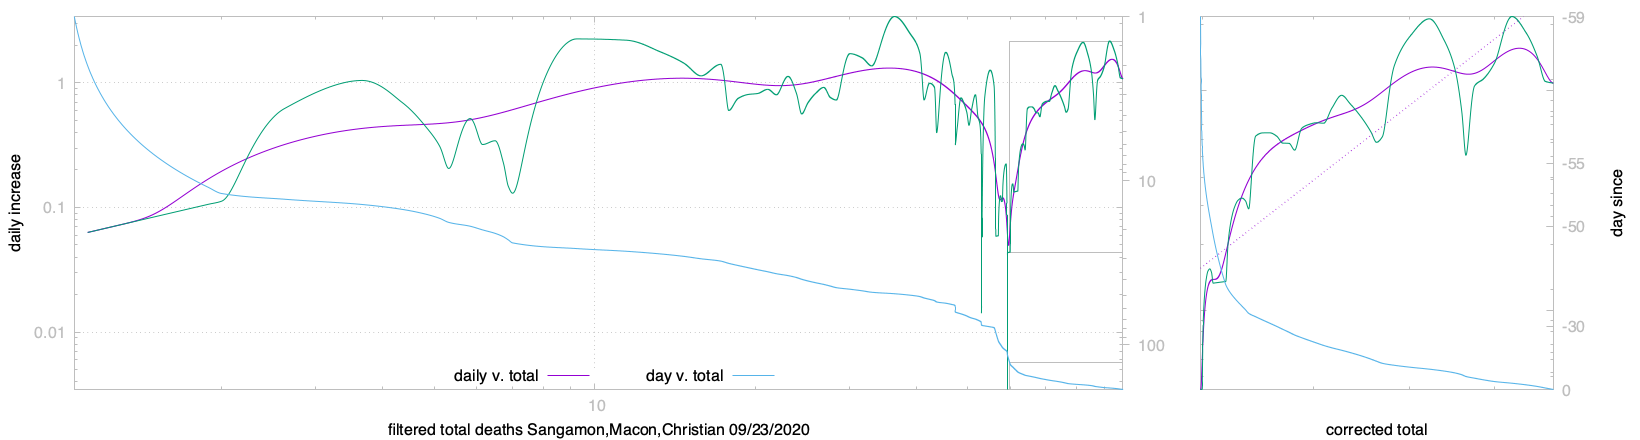 1
0.1
0.01
daily increase
daily v. total
day v. total
10
filtered total deaths Sangamon,Macon,Christian 09/23/2020
1
10
100
-59
-55
-50
-30
0
day since
corrected total